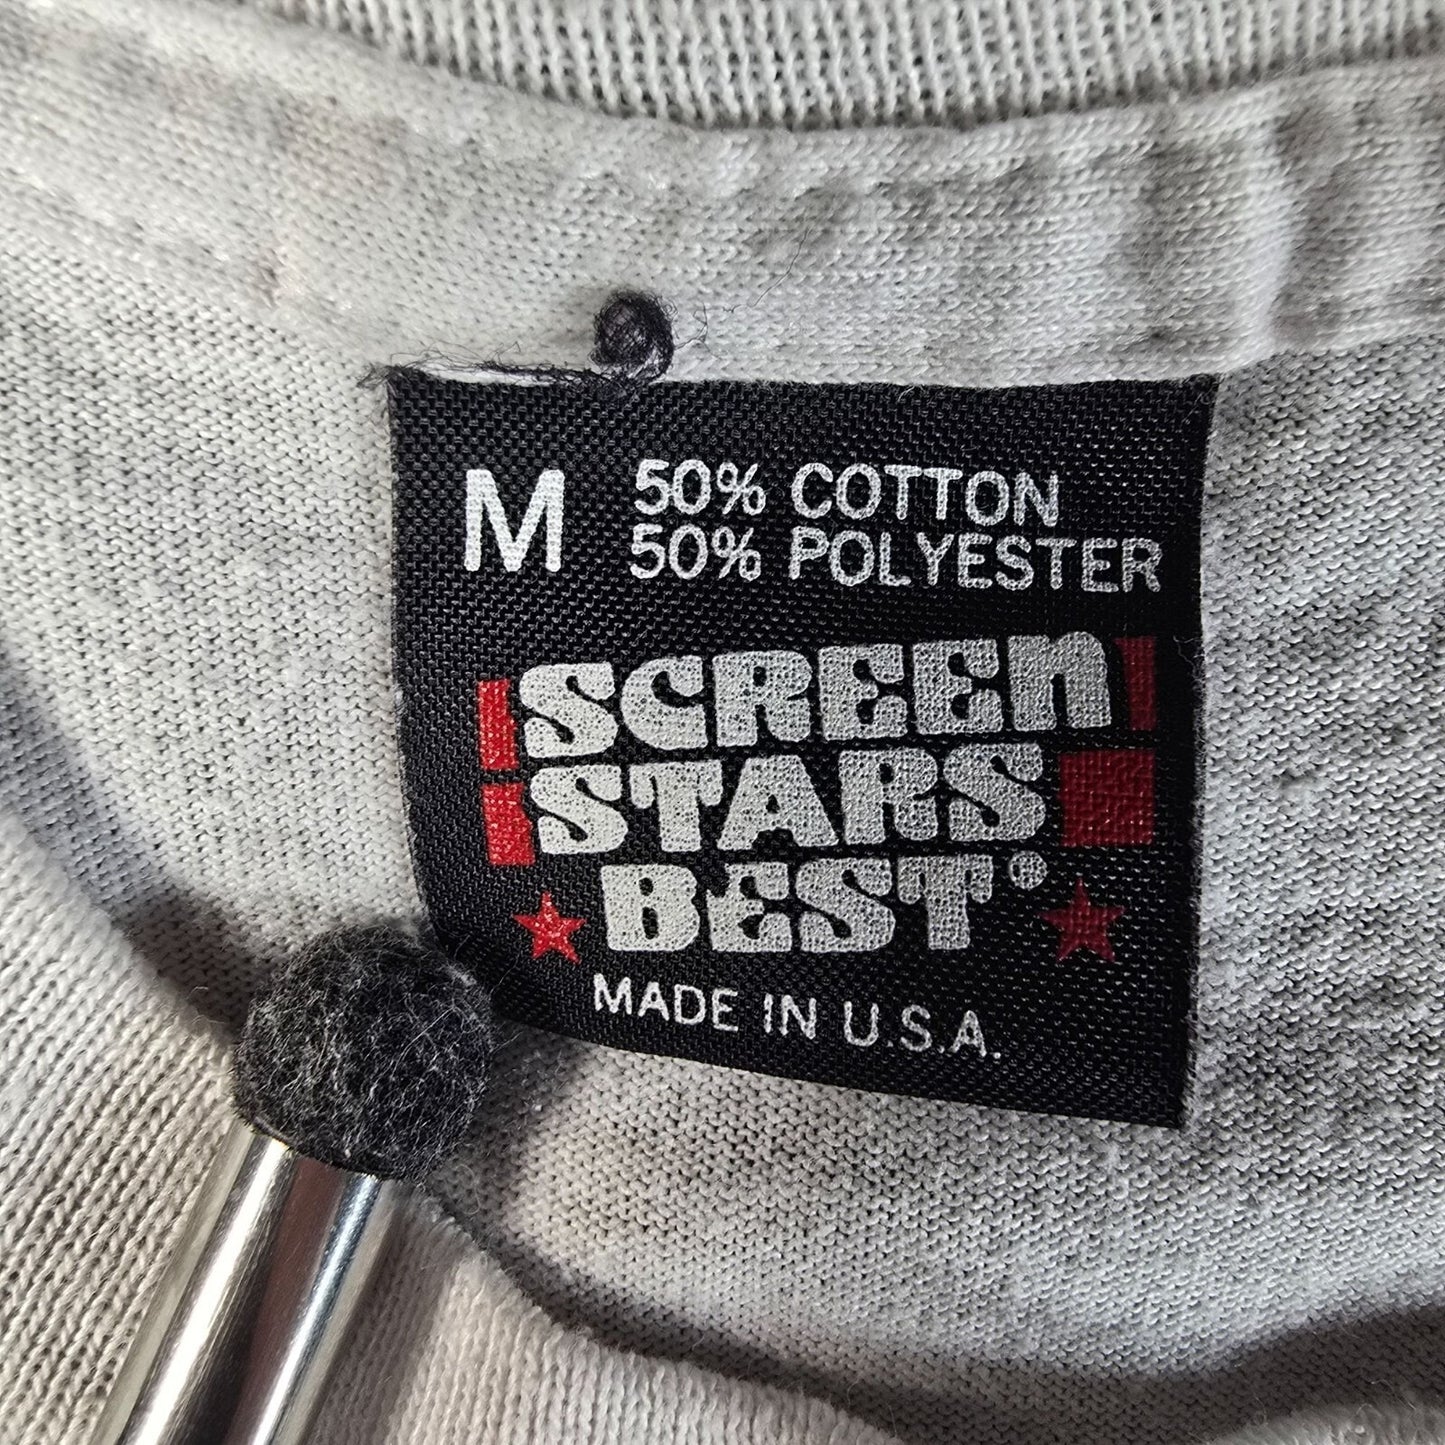 M
50% COTTON
50% POLYESTER
SCREEn
STARS
BEST®
MADE IN U.S.A.